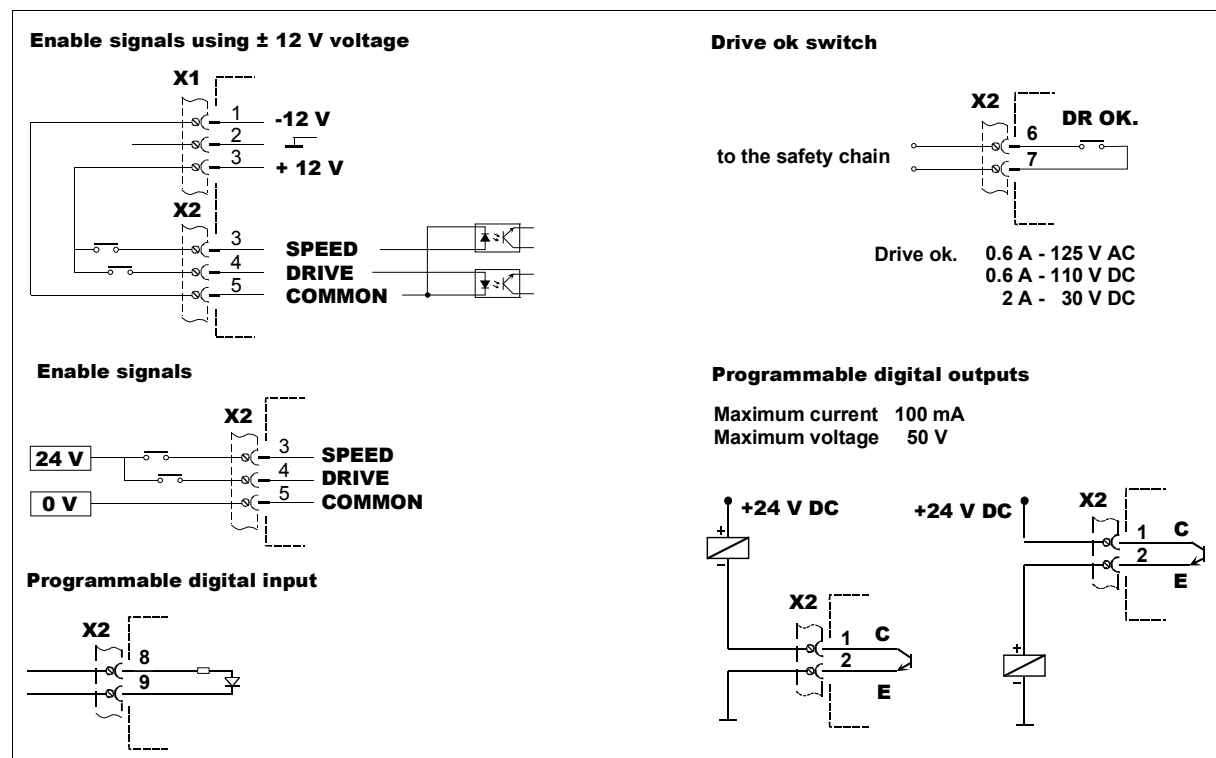 Enable signals using ± 12 V voltage
X1
1 -12 V
2
3 + 12 V
X2
3 SPEED
4 DRIVE
5 COMMON
Enable signals
X2
24 V 3 SPEED
4 DRIVE
0 V 5 COMMON
Programmable digital input
X2
8
9
Drive ok switch
X2
6 DR OK.
to the safety chain
7
Drive ok. 0.6 A - 125 V AC
0.6 A - 110 V DC
2 A - 30 V DC
Programmable digital outputs
Maximum current 100 mA
Maximum voltage 50 V
+24 V DC
+
-
X2
1 C
2
E
+24 V DC
X2
1 C
2
E
+
-